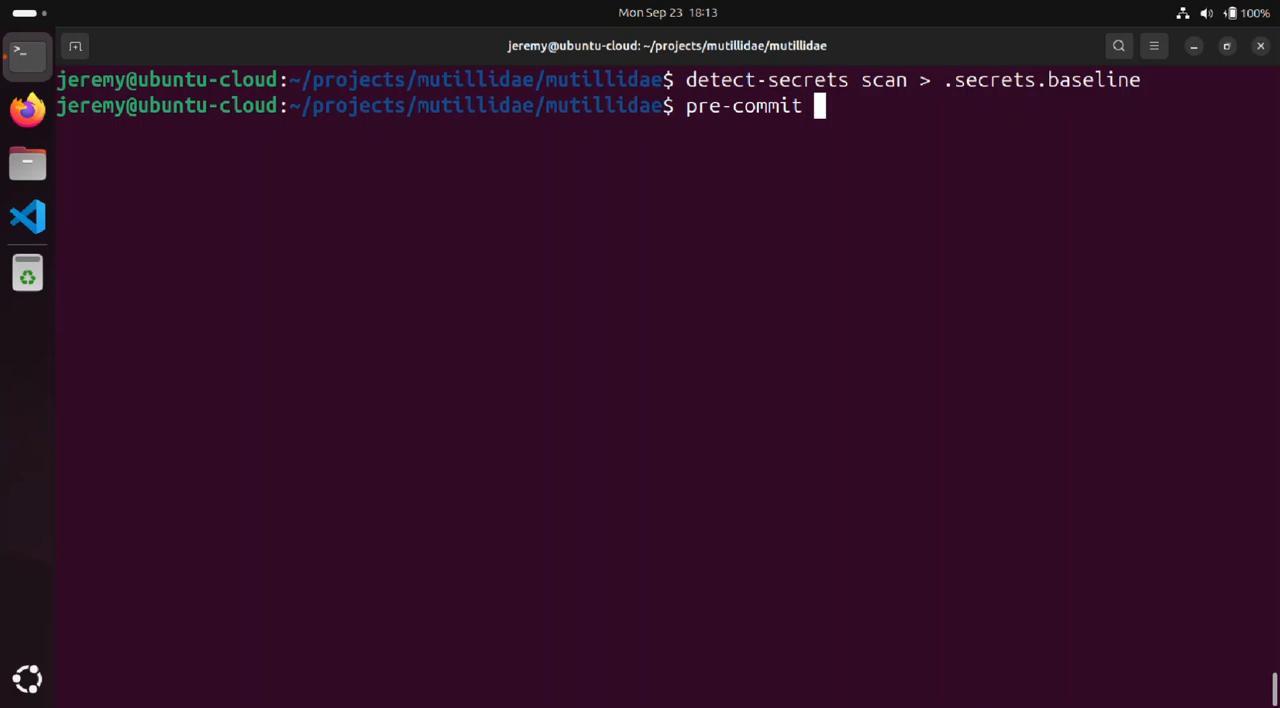 Mon Sep 23 18:13
100%
jeremy@ubuntu-cloud: ~/projects/mutillidae/mutillidae
jeremy@ubuntu-cloud:~/projects/mutillidae/mutillidae$ detect-secrets scan > .secrets.baseline
jeremy@ubuntu-cloud:~/projects/mutillidae/mutillidae$ pre-commit